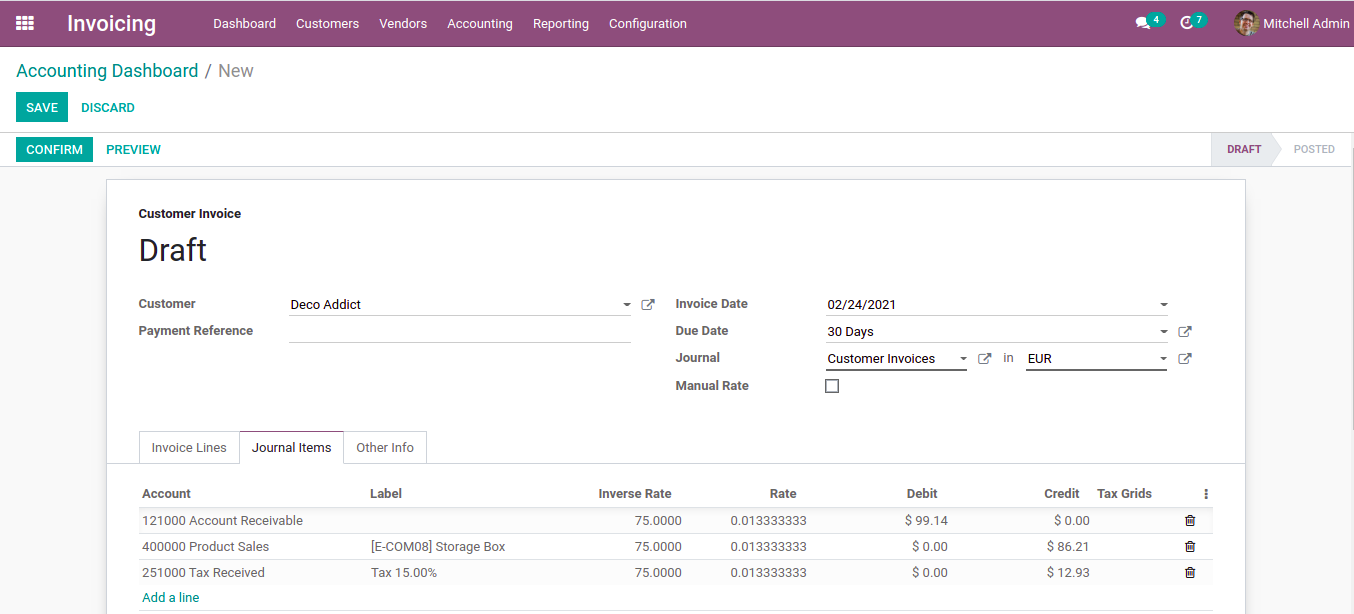 Invoicing Dashboard Customers Vendors Accounting Reporting Configuration 4 7 Mitchell Admin
Accounting Dashboard / New
SAVE DISCARD
CONFIRM PREVIEW DRAFT POSTED
Customer Invoice
Draft
Customer Deco Addict Invoice Date 02/24/2021
Payment Reference Due Date 30 Days
Journal Customer Invoices in EUR
Manual Rate
Invoice Lines Journal Items Other Info
Account Label Inverse Rate Rate Debit Credit Tax Grids
121000 Account Receivable 75.0000 0.013333333 $ 99.14 $ 0.00
400000 Product Sales [E-COM08] Storage Box 75.0000 0.013333333 $ 0.00 $ 86.21
251000 Tax Received Tax 15.00% 75.0000 0.013333333 $ 0.00 $ 12.93
Add a line